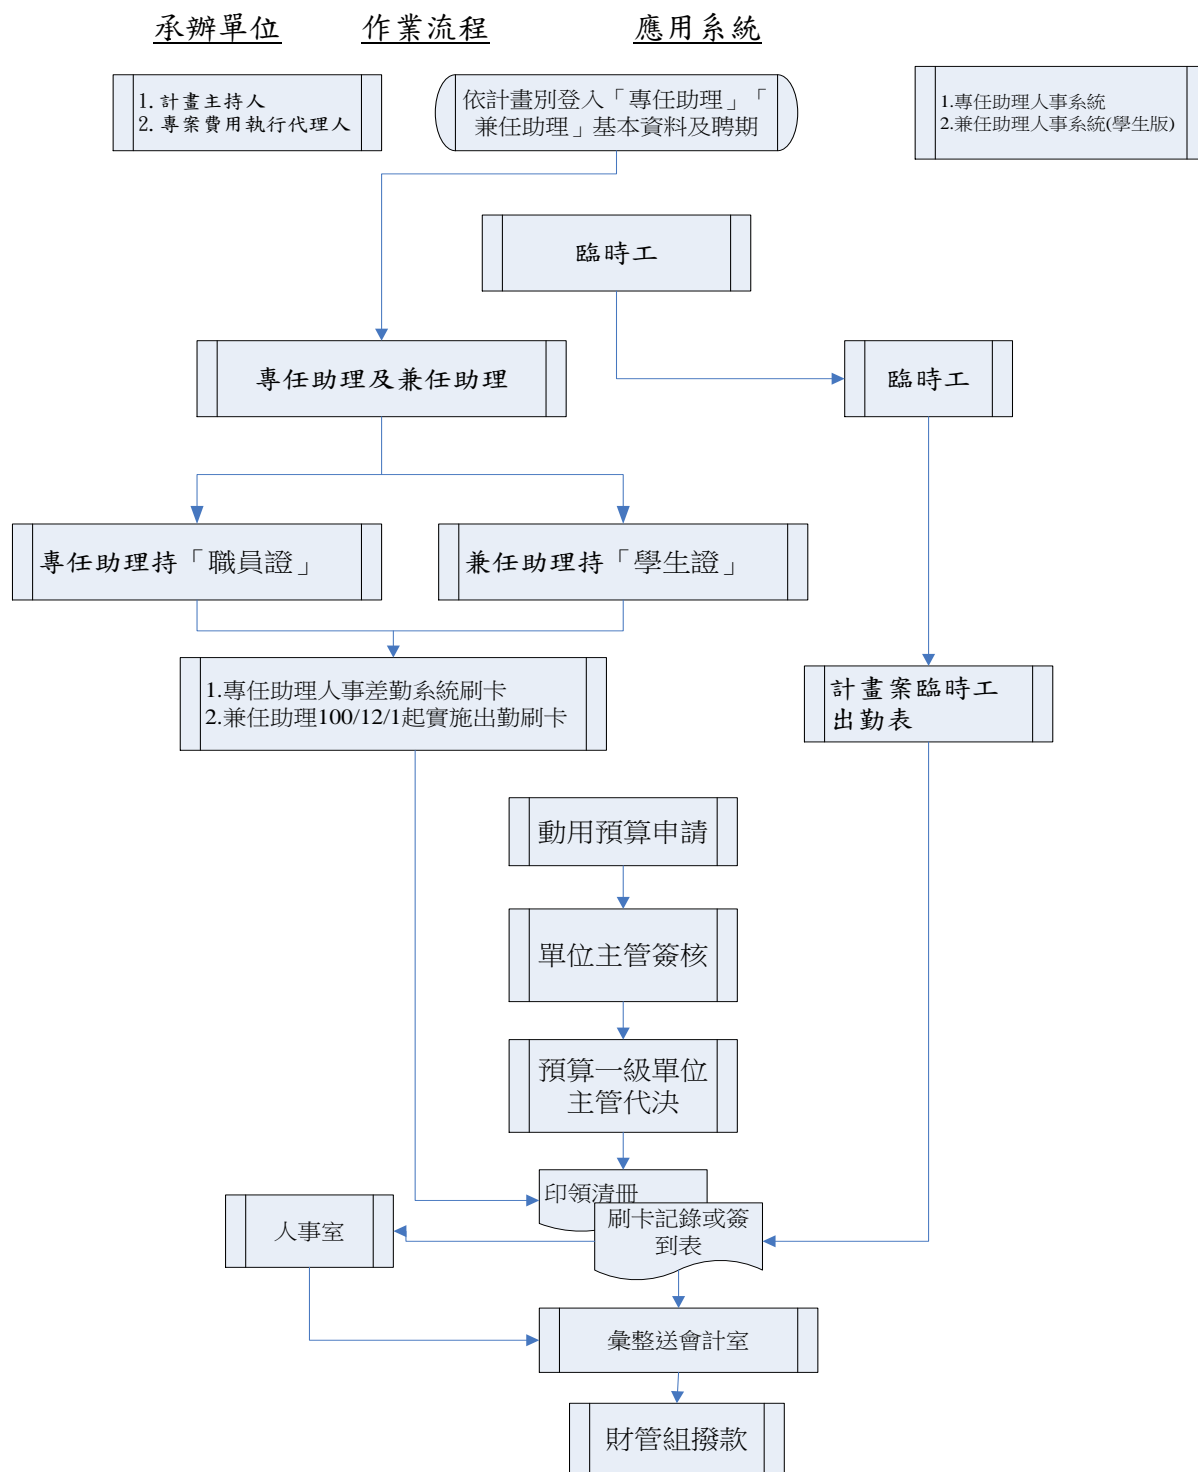 承辦單位
作業流程
應用系統
1. 計畫主持人
2. 專案費用執行代理人
依計畫別登入「專任助理」「
兼任助理」基本資料及聘期
1.專任助理人事系統
2.兼任助理人事系統(學生版)
臨時工
專任助理及兼任助理
臨時工
專任助理持「職員證」
兼任助理持「學生證」
1.專任助理人事差勤系統刷卡
2.兼任助理100/12/1起實施出勤刷卡
計畫案臨時工
出勤表
動用預算申請
單位主管簽核
預算一級單位
主管代決
印領清冊
刷卡記錄或簽
到表
人事室
彙整送會計室
財管組撥款